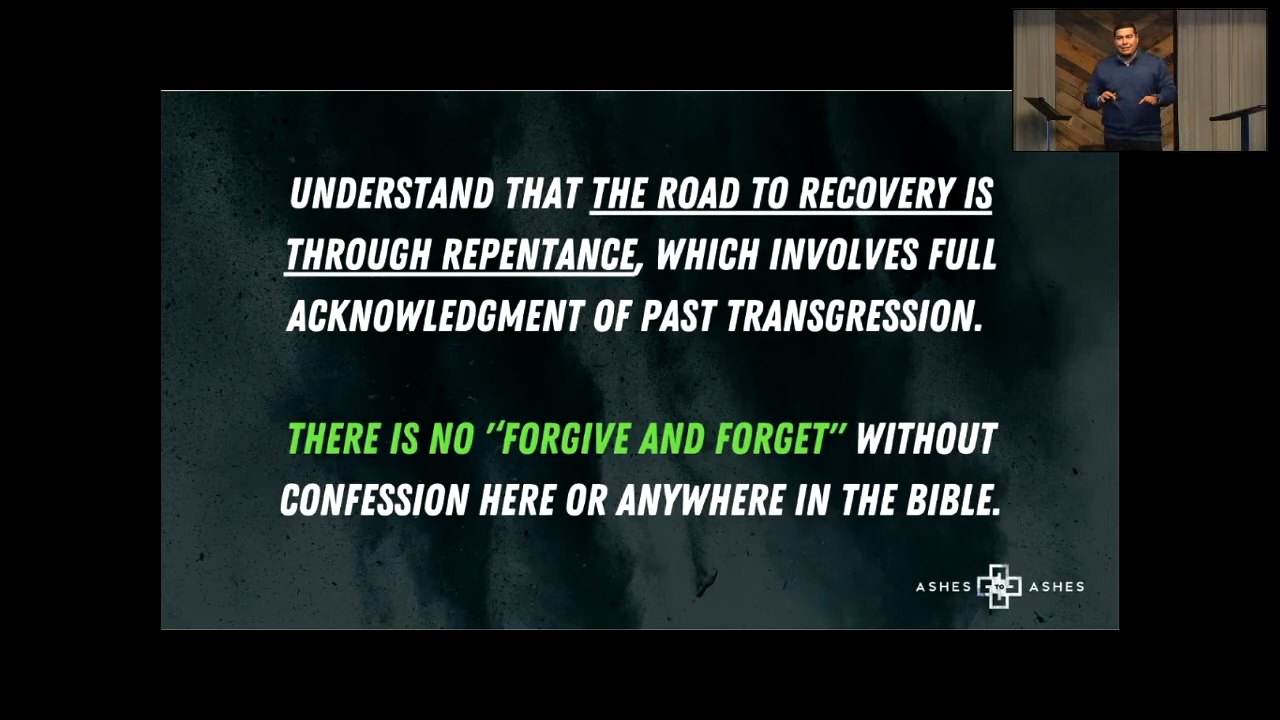 UNDERSTAND THAT THE ROAD TO RECOVERY IS
THROUGH REPENTANCE, WHICH INVOLVES FULL
ACKNOWLEDGMENT OF PAST TRANSGRESSION.
THERE IS NO "FORGIVE AND FORGET" WITHOUT
CONFESSION HERE OR ANYWHERE IN THE BIBLE.
ASHES TO ASHES